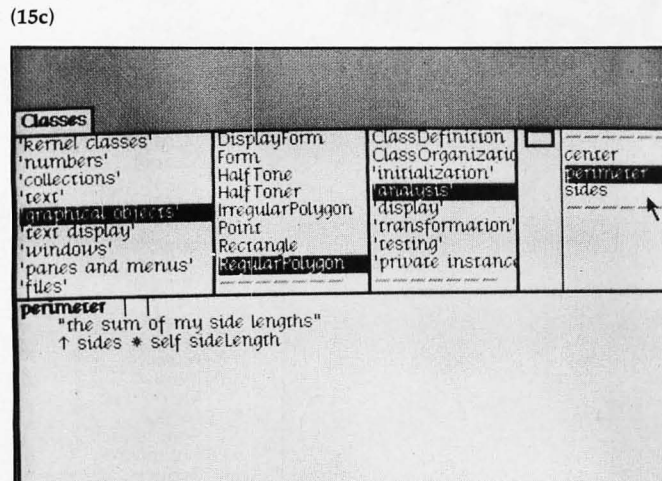 (15c)
Classes
'kernel classes'
'numbers'
'collections'
'text'
'graphical objects'
'text display'
'windows'
'panes and menus'
'files'
DisplayForm
Form
HalfTone
HalfToner
IrregularPolygon
Point
Rectangle
RegularPolygon
ClassDefinition
ClassOrganizatio
'initialization'
'analysis'
'display'
'transformation'
'testing'
'private instance
center
perimeter
sides
perimeter | |
"the sum of my side lengths"
↑ sides * self sideLength